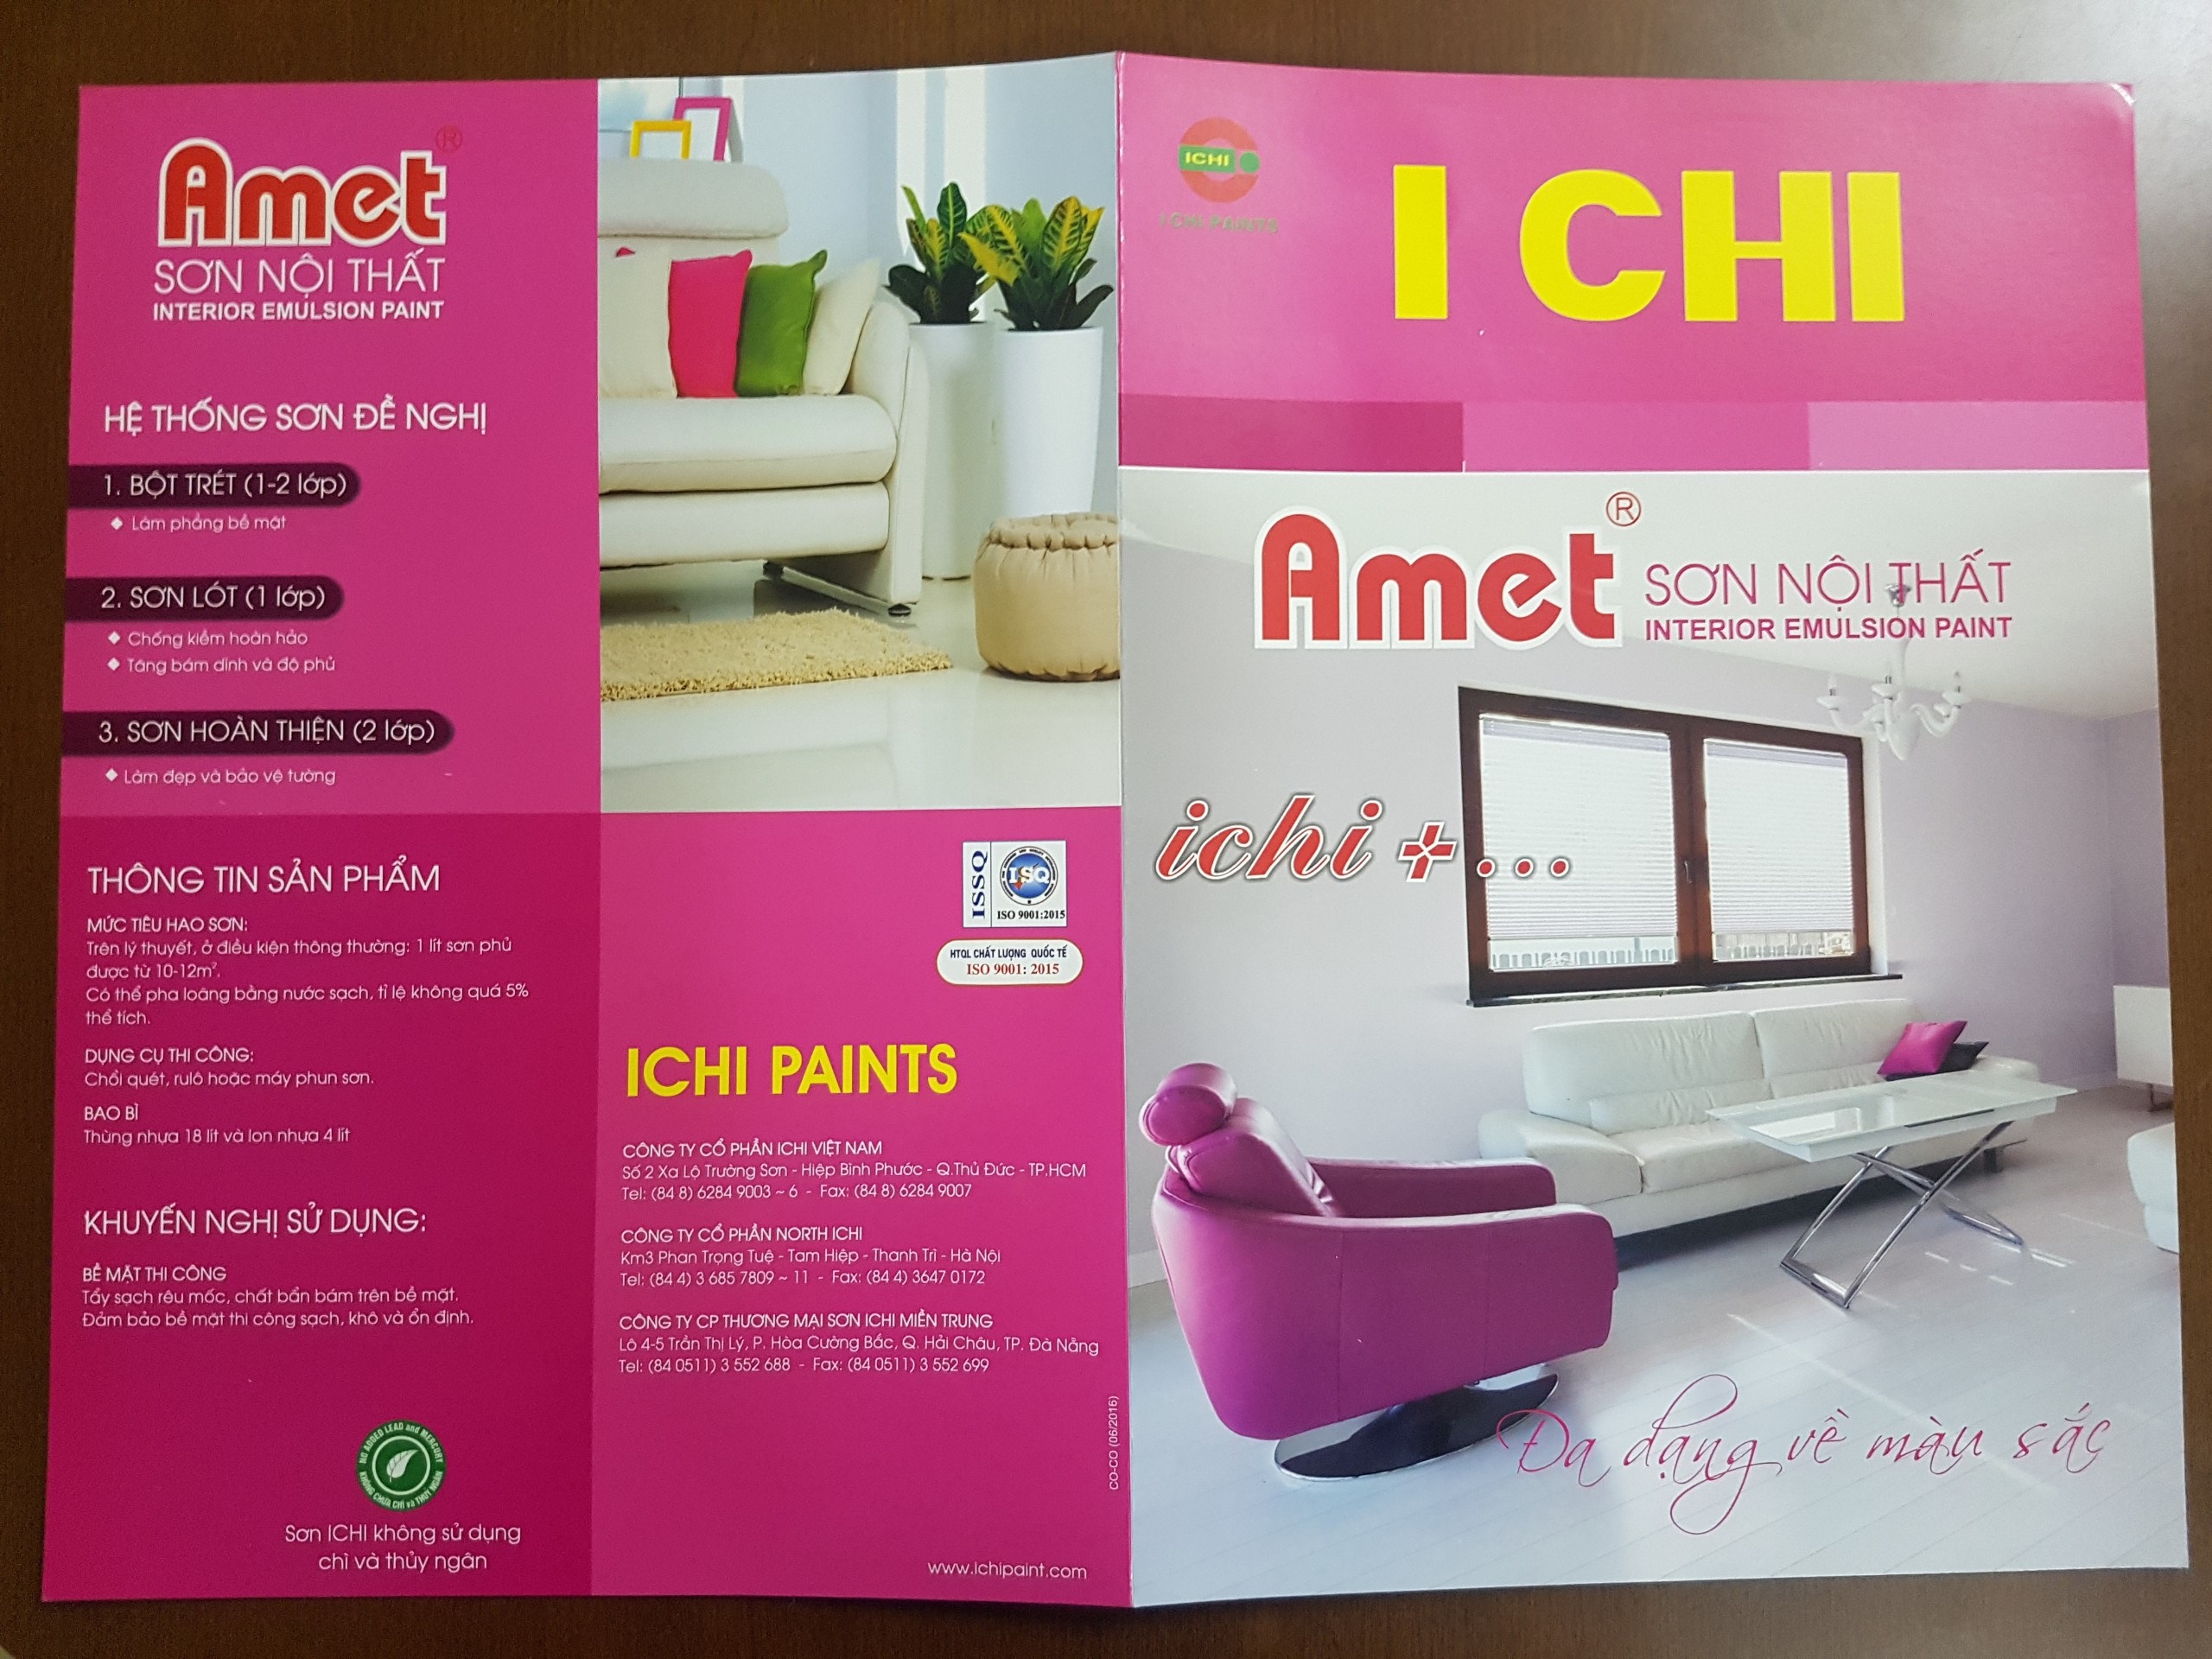 Amet®
SƠN NỘI THẤT
INTERIOR EMULSION PAINT
HỆ THỐNG SƠN ĐỀ NGHỊ
1. BỘT TRÉT (1-2 lớp)
Làm phẳng bề mặt
2. SƠN LÓT (1 lớp)
Chống kiềm hoàn hảo
Tăng bám dính và độ phủ
3. SƠN HOÀN THIỆN (2 lớp)
Làm đẹp và bảo vệ tường
THÔNG TIN SẢN PHẨM
MỨC TIÊU HAO SƠN:
Trên lý thuyết, ở điều kiện thông thường: 1 lít sơn phủ
được từ 10-12m².
Có thể pha loãng bằng nước sạch, tỉ lệ không quá 5%
thể tích.
DỤNG CỤ THI CÔNG:
Chổi quét, rulô hoặc máy phun sơn.
BAO BÌ
Thùng nhựa 18 lít và lon nhựa 4 lít
KHUYẾN NGHỊ SỬ DỤNG:
BỀ MẶT THI CÔNG
Tẩy sạch rêu mốc, chất bẩn bám trên bề mặt.
Đảm bảo bề mặt thi công sạch, khô và ổn định.
NO ADDED LEAD and MERCURY
KHÔNG CHỨA CHÌ và THỦY NGÂN
Sơn ICHI không sử dụng
chì và thủy ngân
ISSQ
ISQ
ISO 9001:2015
HTQL CHẤT LƯỢNG QUỐC TẾ
ISO 9001: 2015
ICHI PAINTS
CÔNG TY CỔ PHẦN ICHI VIỆT NAM
Số 2 Xa Lộ Trường Sơn - Hiệp Bình Phước - Q.Thủ Đức - TP.HCM
Tel: (84 8) 6284 9003 ~ 6 - Fax: (84 8) 6284 9007
CÔNG TY CỔ PHẦN NORTH ICHI
Km3 Phan Trọng Tuệ - Tam Hiệp - Thanh Trì - Hà Nội
Tel: (84 4) 3 685 7809 ~ 11 - Fax: (84 4) 3647 0172
CÔNG TY CP THƯƠNG MẠI SƠN ICHI MIỀN TRUNG
Lô 4-5 Trần Thị Lý, P. Hòa Cường Bắc, Q. Hải Châu, TP. Đà Nẵng
Tel: (84 0511) 3 552 688 - Fax: (84 0511) 3 552 699
CO-CO (06/2016)
www.ichipaint.com
ICHI
I CHI PAINTS
I CHI
Amet®
SƠN NỘI THẤT
INTERIOR EMULSION PAINT
ichi + ...
Đa dạng về màu sắc